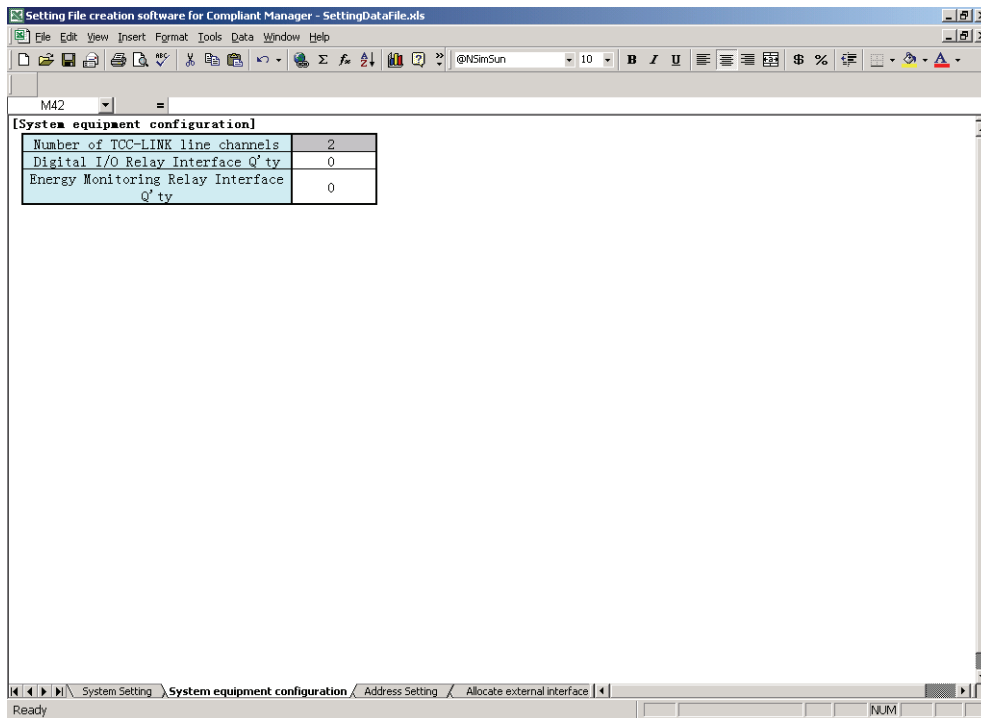 Setting File creation software for Compliant Manager - SettingDataFile.xls
File Edit View Insert Format Tools Data Window Help
@NSimSun 10 B I U $ %
M42 =
[System equipment configuration]
Number of TCC-LINK line channels 2
Digital I/O Relay Interface Q'ty 0
Energy Monitoring Relay Interface
Q'ty 0
System Setting System equipment configuration Address Setting Allocate external interface
Ready NUM